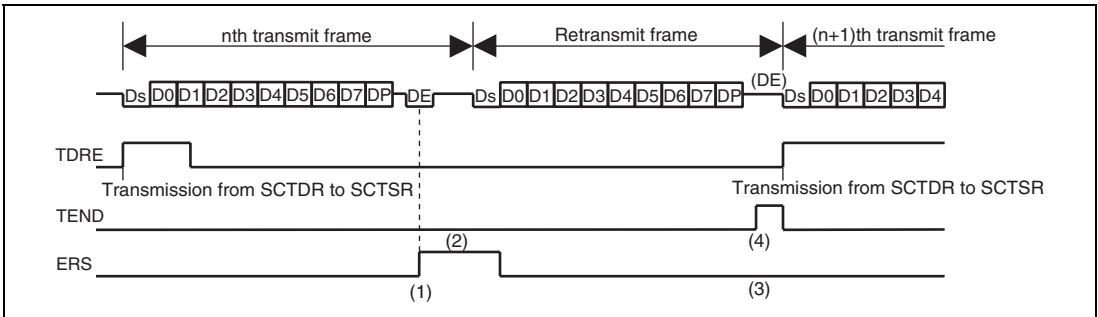 nth transmit frame Retransmit frame (n+1)th transmit frame
(DE)
Ds D0 D1 D2 D3 D4 D5 D6 D7 DP DE Ds D0 D1 D2 D3 D4 D5 D6 D7 DP Ds D0 D1 D2 D3 D4
TDRE
Transmission from SCTDR to SCTSR Transmission from SCTDR to SCTSR
TEND
(2) (4)
ERS
(1) (3)